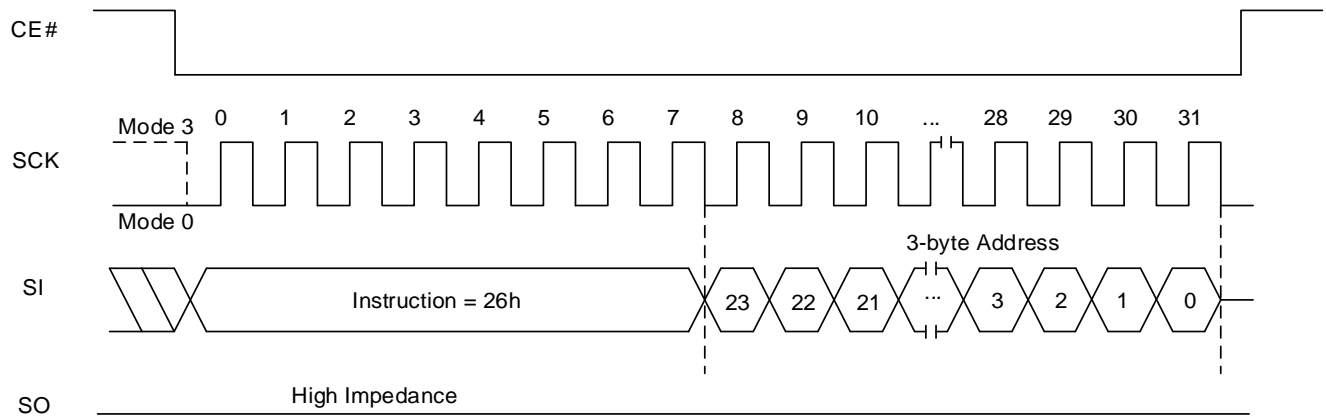 CE#
0 1 2 3 4 5 6 7 8 9 10 ... 28 29 30 31
Mode 3
SCK
Mode 0
3-byte Address
SI
Instruction = 26h 23 22 21 ... 3 2 1 0
High Impedance
SO